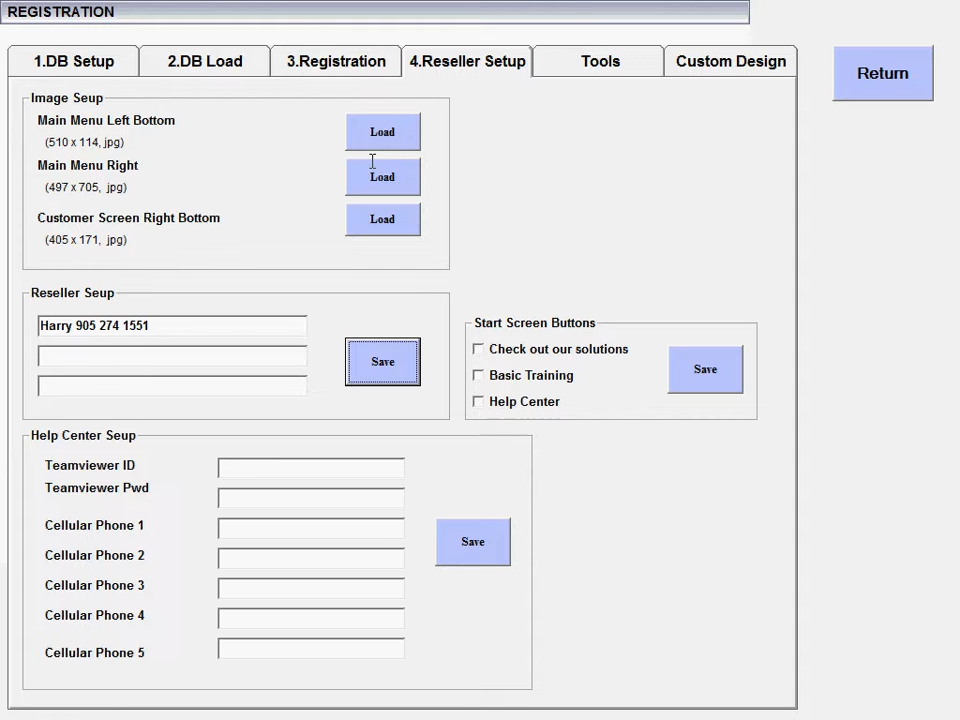 REGISTRATION
1.DB Setup
2.DB Load
3.Registration
4.Reseller Setup
Tools
Custom Design
Return
Image Seup
Main Menu Left Bottom
(510 x 114, jpg)
Load
Main Menu Right
(497 x 705, jpg)
Load
Customer Screen Right Bottom
(405 x 171, jpg)
Load
Reseller Seup
Harry 905 274 1551
Save
Start Screen Buttons
Check out our solutions
Basic Training
Help Center
Save
Help Center Seup
Teamviewer ID
Teamviewer Pwd
Cellular Phone 1
Cellular Phone 2
Cellular Phone 3
Cellular Phone 4
Cellular Phone 5
Save